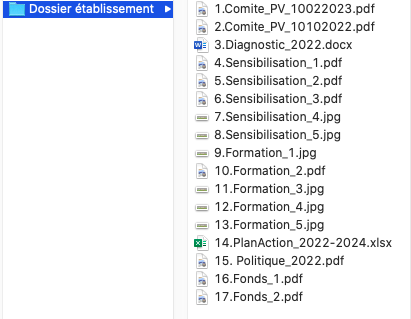 Dossier établissement
1.Comite_PV_10022023.pdf
2.Comite_PV_10102022.pdf
3.Diagnostic_2022.docx
4.Sensibilisation_1.pdf
5.Sensibilisation_2.pdf
6.Sensibilisation_3.pdf
7.Sensibilisation_4.jpg
8.Sensibilisation_5.jpg
9.Formation_1.jpg
10.Formation_2.pdf
11.Formation_3.jpg
12.Formation_4.jpg
13.Formation_5.jpg
14.PlanAction_2022-2024.xlsx
15. Politique_2022.pdf
16.Fonds_1.pdf
17.Fonds_2.pdf